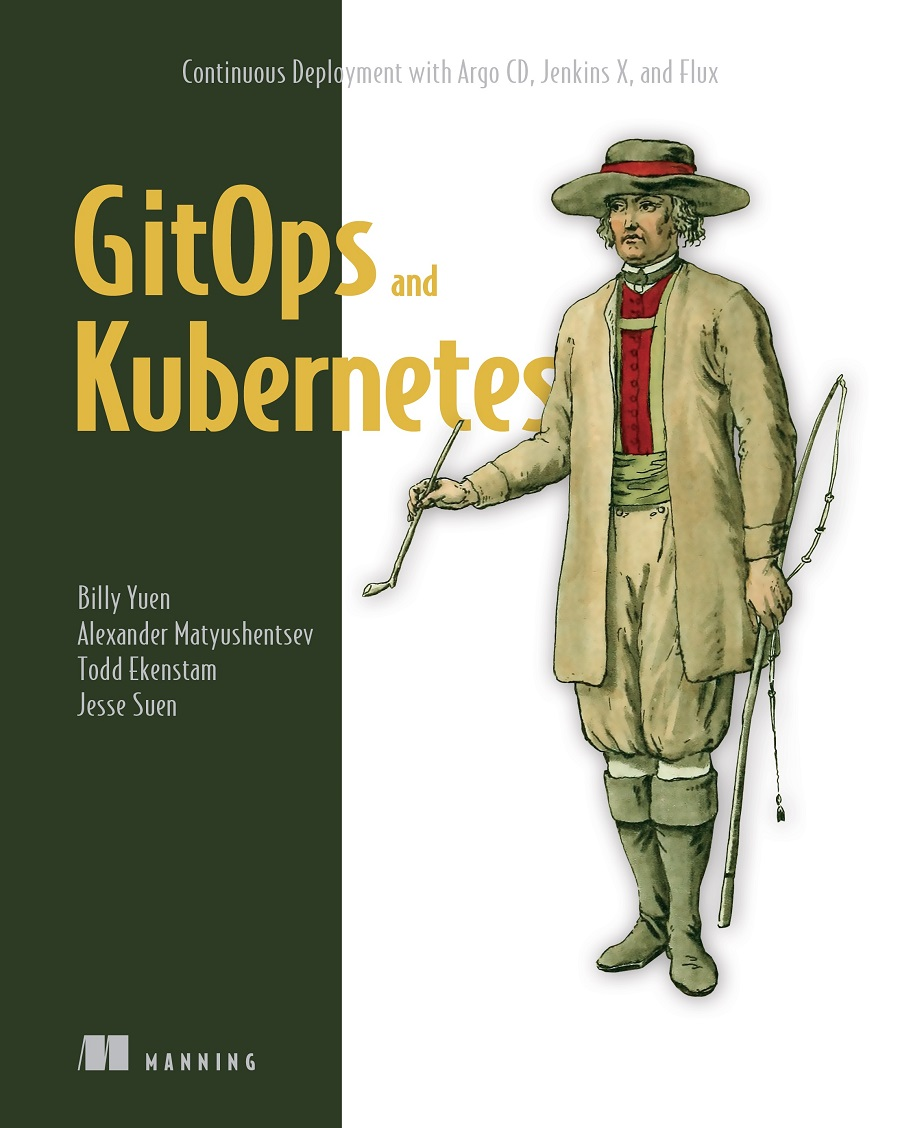 Continuous Deployment with Argo CD, Jenkins X, and Flux
GitOps and
Kubernetes
Billy Yuen
Alexander Matyushentsev
Todd Ekenstam
Jesse Suen
MANNING